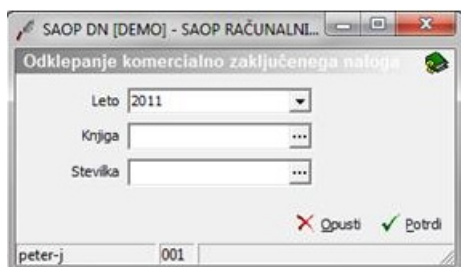 SAOP DN [DEMO] - SAOP RAČUNALNI...
Odklepanje komercialno zaključenega naloga
Leto 2011
Knjiga
Stevilka
Opusti Potrdi
peter-j 001